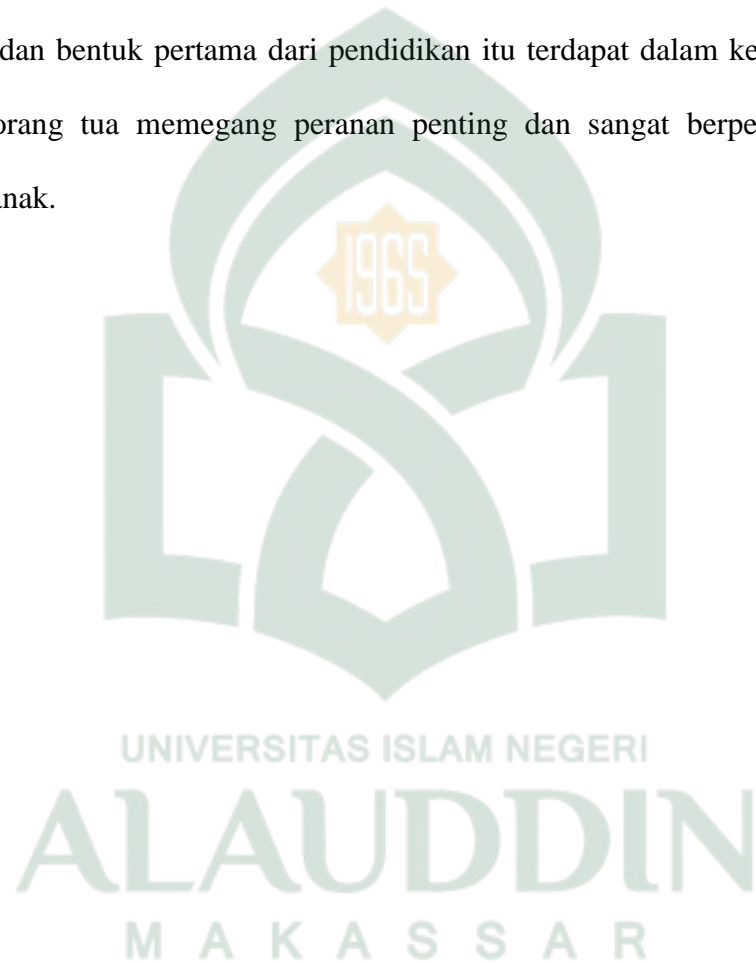 dan bentuk pertama dari pendidikan itu terdapat dalam ke
orang tua memegang peranan penting dan sangat berpe
anak.
1965
UNIVERSITAS ISLAM NEGERI
ALAUDDIN
MAKASSAR